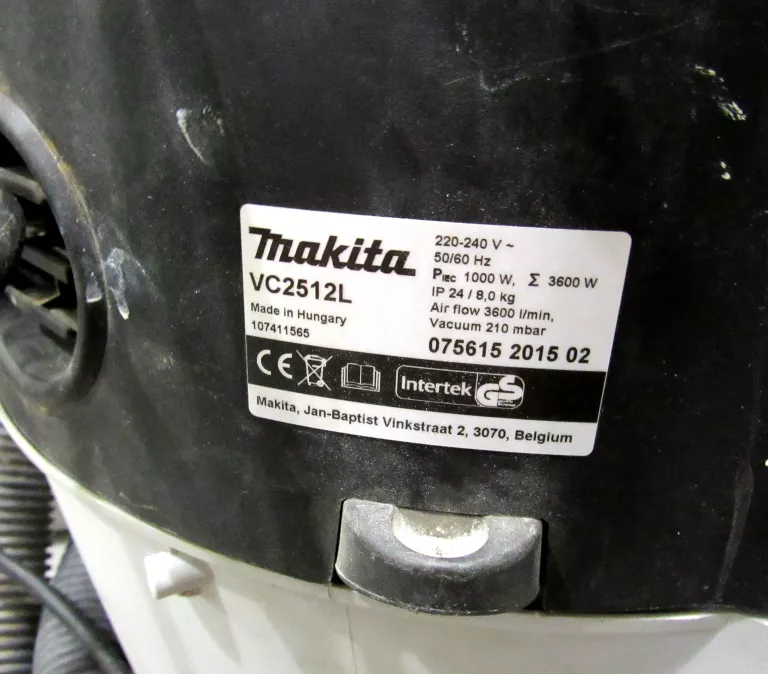 makita
VC2512L
Made in Hungary
107411565
220-240 V ~
50/60 Hz
PIEC 1000 W, Σ 3600 W
IP 24 / 8,0 kg
Air flow 3600 l/min,
Vacuum 210 mbar
075615 2015 02
CE Intertek GS
Makita, Jan-Baptist Vinkstraat 2, 3070, Belgium